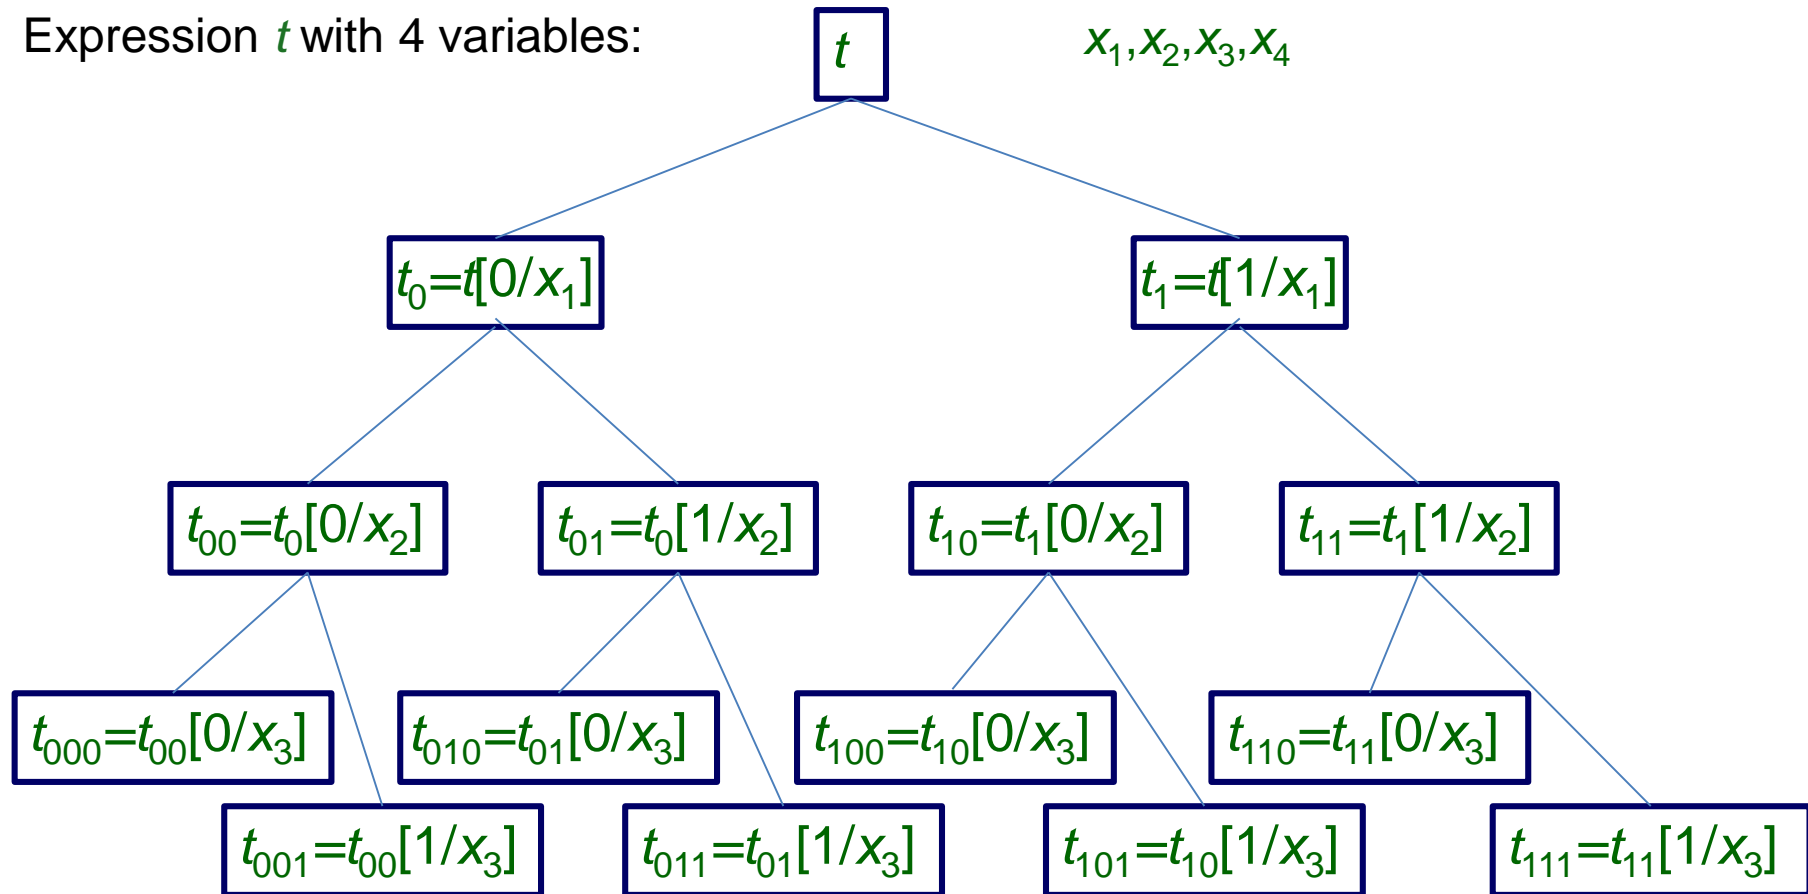 Expression t with 4 variables:
t
x₁,x₂,x₃,x₄
t₀=t[0/x₁]
t₁=t[1/x₁]
t₀₀=t₀[0/x₂]
t₀₁=t₀[1/x₂]
t₁₀=t₁[0/x₂]
t₁₁=t₁[1/x₂]
t₀₀₀=t₀₀[0/x₃]
t₀₁₀=t₀₁[0/x₃]
t₁₀₀=t₁₀[0/x₃]
t₁₁₀=t₁₁[0/x₃]
t₀₀₁=t₀₀[1/x₃]
t₀₁₁=t₀₁[1/x₃]
t₁₀₁=t₁₀[1/x₃]
t₁₁₁=t₁₁[1/x₃]